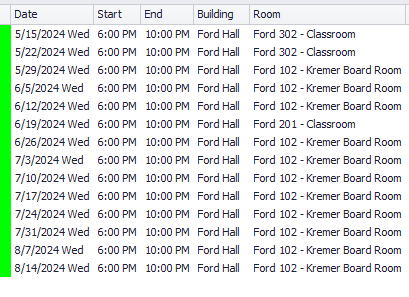 Date Start End Building Room
5/15/2024 Wed 6:00 PM 10:00 PM Ford Hall Ford 302 - Classroom
5/22/2024 Wed 6:00 PM 10:00 PM Ford Hall Ford 302 - Classroom
5/29/2024 Wed 6:00 PM 10:00 PM Ford Hall Ford 102 - Kremer Board Room
6/5/2024 Wed 6:00 PM 10:00 PM Ford Hall Ford 102 - Kremer Board Room
6/12/2024 Wed 6:00 PM 10:00 PM Ford Hall Ford 102 - Kremer Board Room
6/19/2024 Wed 6:00 PM 10:00 PM Ford Hall Ford 201 - Classroom
6/26/2024 Wed 6:00 PM 10:00 PM Ford Hall Ford 102 - Kremer Board Room
7/3/2024 Wed 6:00 PM 10:00 PM Ford Hall Ford 102 - Kremer Board Room
7/10/2024 Wed 6:00 PM 10:00 PM Ford Hall Ford 102 - Kremer Board Room
7/17/2024 Wed 6:00 PM 10:00 PM Ford Hall Ford 102 - Kremer Board Room
7/24/2024 Wed 6:00 PM 10:00 PM Ford Hall Ford 102 - Kremer Board Room
7/31/2024 Wed 6:00 PM 10:00 PM Ford Hall Ford 102 - Kremer Board Room
8/7/2024 Wed 6:00 PM 10:00 PM Ford Hall Ford 102 - Kremer Board Room
8/14/2024 Wed 6:00 PM 10:00 PM Ford Hall Ford 102 - Kremer Board Room